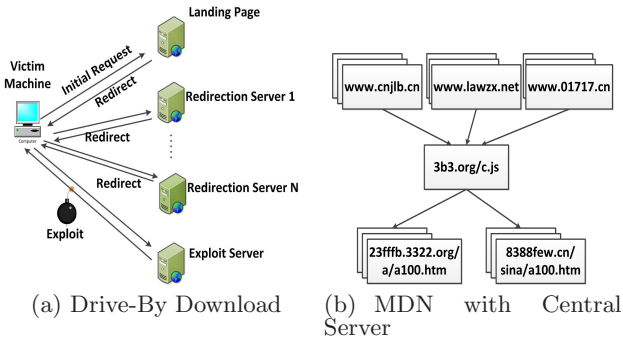 Landing Page
Victim
Machine
Initial Request
Redirect
Computer
Redirection Server 1
Redirect
Redirect
Redirection Server N
Exploit
Exploit Server
(a) Drive-By Download
www.cnjlb.cn
www.lawzx.net
www.01717.cn
3b3.org/c.js
23fffb.3322.org/
a/a100.htm
8388few.cn/
sina/a100.htm
(b) MDN with Central
Server